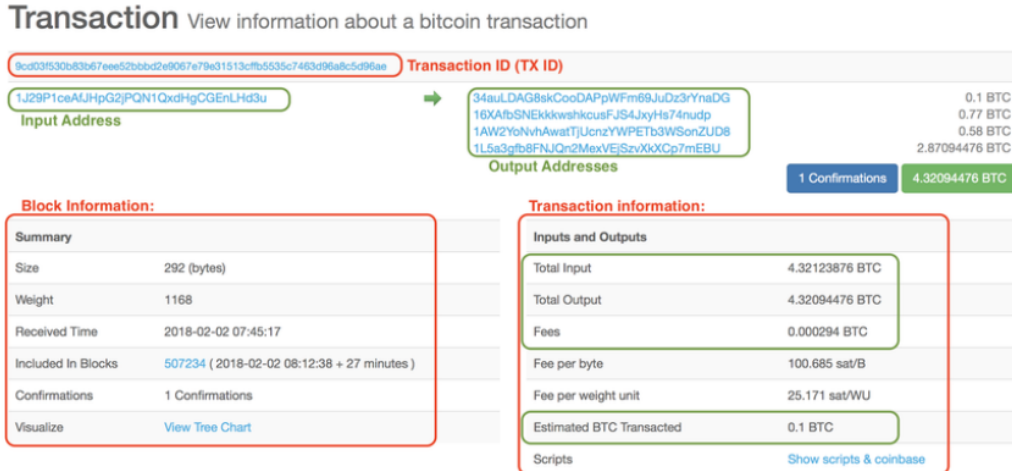 Transaction View information about a bitcoin transaction
9cd03f530b83b67eee52bbbd2e9067e79e31513cffb5535c7463d96a8c5d96ae Transaction ID (TX ID)
1J29P1ceAfJHpG2jPQN1QxdHgCGEnLHd3u
Input Address
34auLDAG8skCooDAPpWFm69JuDz3rYnaDG 0.1 BTC
16XAfbSNEkkkwshkcusFJS4JxyHs74nudp 0.77 BTC
1AW2YoNvhAwatTjUcnzYWPETb3WSonZUD8 0.58 BTC
1L5a3gfb8FNJQn2MexVEjSzvXkXCp7mEBU 2.87094476 BTC
Output Addresses
1 Confirmations 4.32094476 BTC
Block Information:
Summary
Size 292 (bytes)
Weight 1168
Received Time 2018-02-02 07:45:17
Included In Blocks 507234 ( 2018-02-02 08:12:38 + 27 minutes )
Confirmations 1 Confirmations
Visualize View Tree Chart
Transaction information:
Inputs and Outputs
Total Input 4.32123876 BTC
Total Output 4.32094476 BTC
Fees 0.000294 BTC
Fee per byte 100.685 sat/B
Fee per weight unit 25.171 sat/WU
Estimated BTC Transacted 0.1 BTC
Scripts Show scripts & coinbase